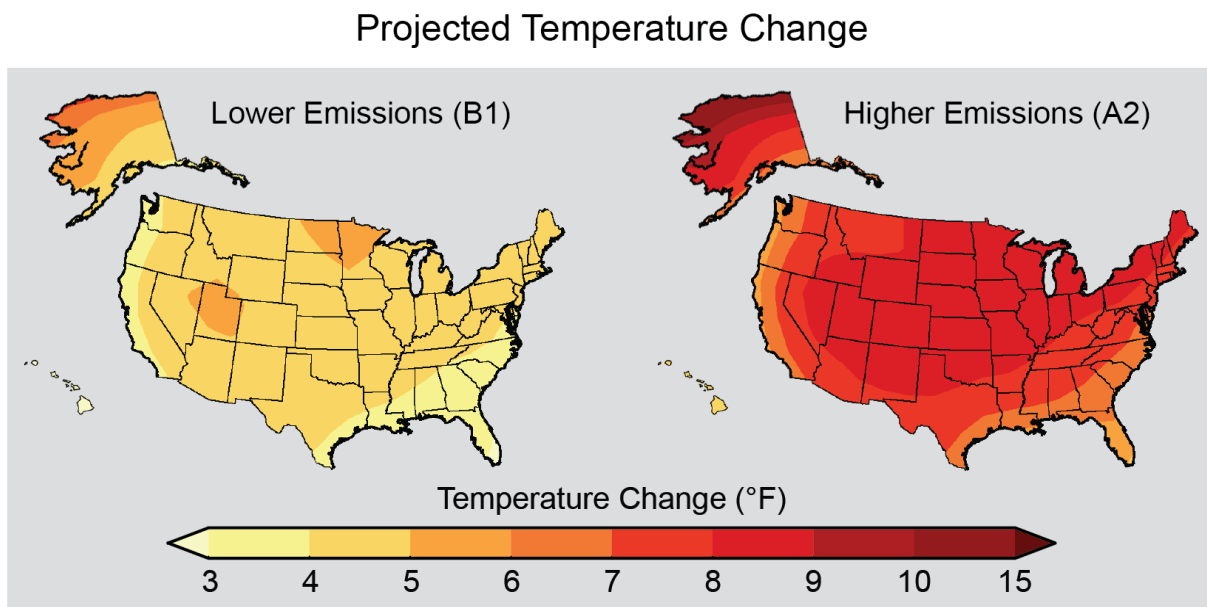 Projected Temperature Change
Lower Emissions (B1)
Higher Emissions (A2)
Temperature Change (°F)
3 4 5 6 7 8 9 10 15